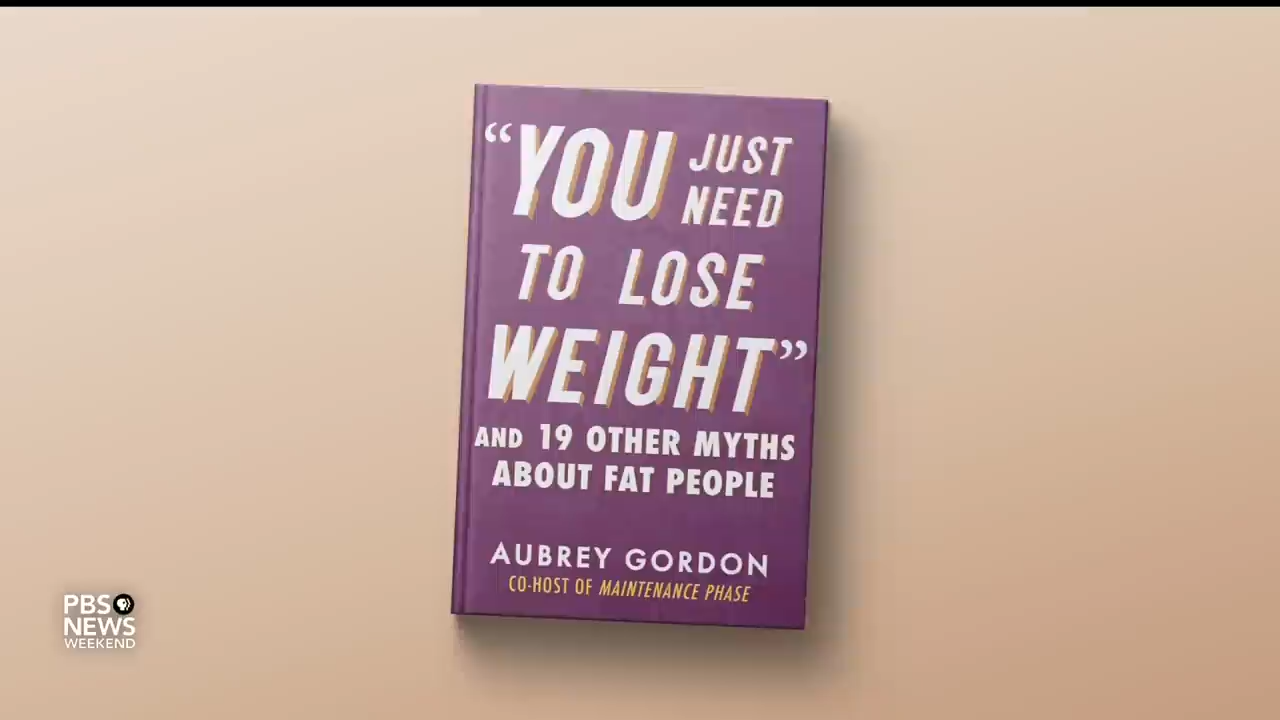 “YOU JUST
NEED
TO LOSE
WEIGHT”
AND 19 OTHER MYTHS
ABOUT FAT PEOPLE
AUBREY GORDON
CO-HOST OF MAINTENANCE PHASE
PBS
NEWS
WEEKEND